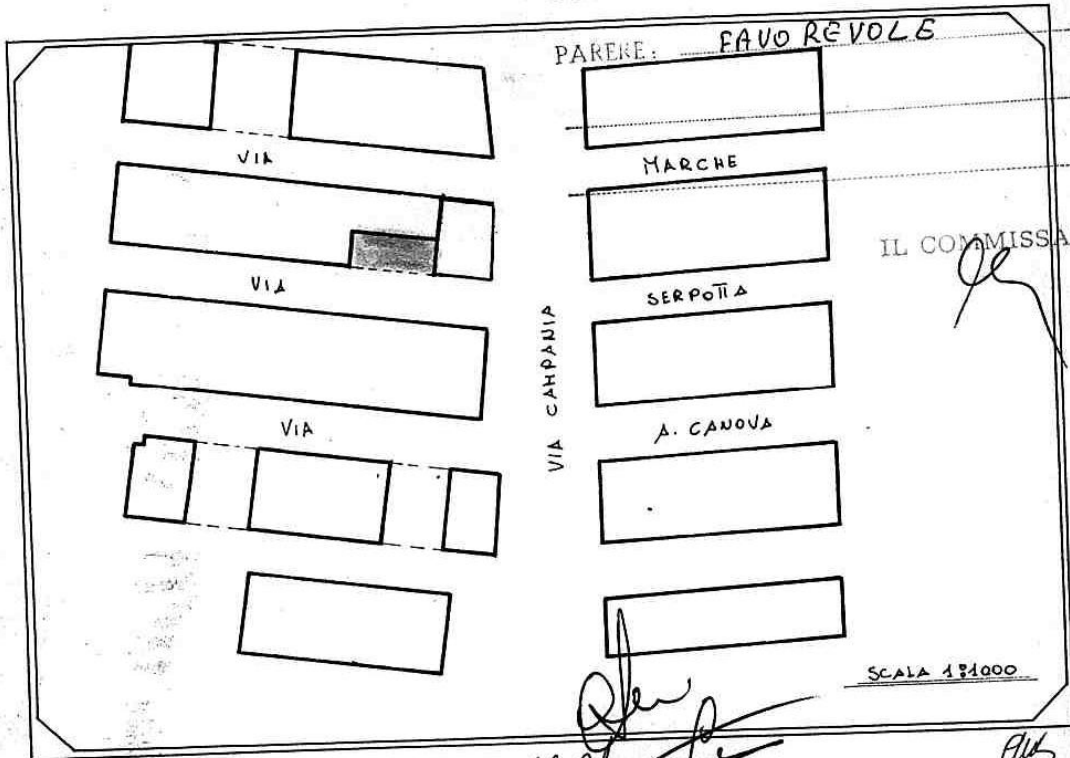 PARERE: FAVOREVOLE
VIA MARCHE
IL COMMISSA
VIA SERPOTTA
VIA CAMPANIA
VIA A. CANOVA
SCALA 1:1000